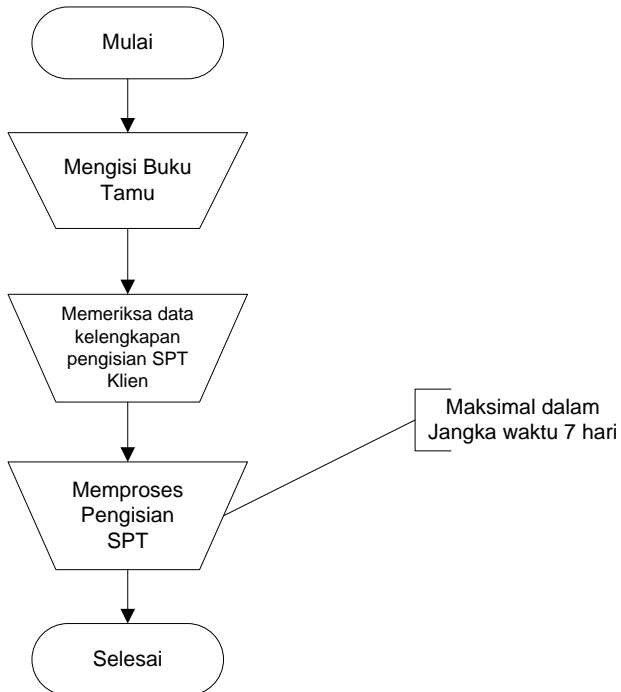 Mulai
Mengisi Buku
Tamu
Memeriksa data
kelengkapan
pengisian SPT
Klien
Maksimal dalam
Jangka waktu 7 hari
Memproses
Pengisian
SPT
Selesai